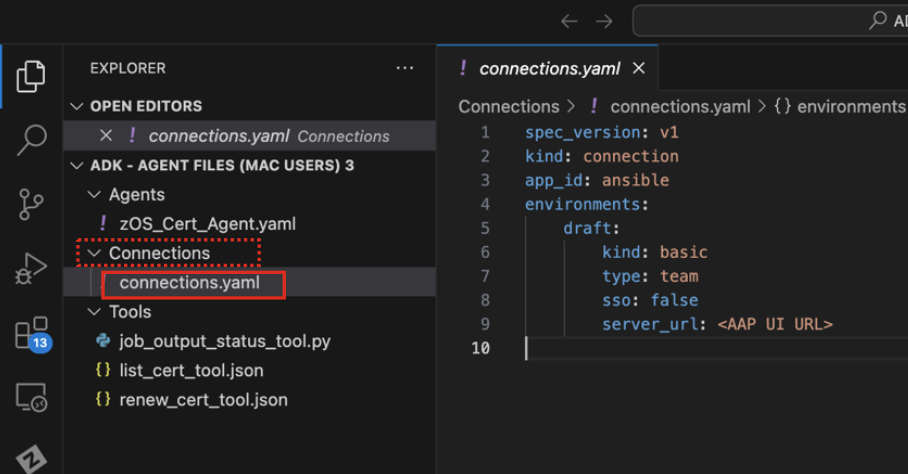 AD
EXPLORER ...
OPEN EDITORS
connections.yaml Connections
ADK - AGENT FILES (MAC USERS) 3
Agents
! zOS_Cert_Agent.yaml
Connections
connections.yaml
Tools
job_output_status_tool.py
{} list_cert_tool.json
{} renew_cert_tool.json
13
! connections.yaml
Connections > ! connections.yaml > {} environments
1 spec_version: v1
2 kind: connection
3 app_id: ansible
4 environments:
5 draft:
6 kind: basic
7 type: team
8 sso: false
9 server_url: <AAP UI URL>
10